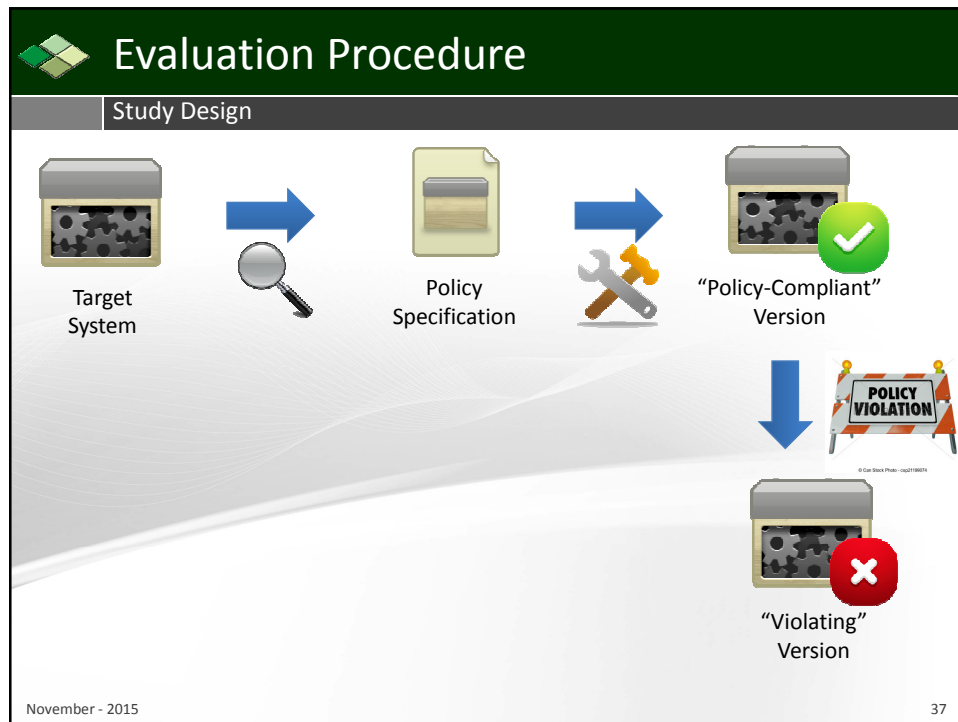 Evaluation Procedure
Study Design
Target
System
Policy
Specification
“Policy-Compliant”
Version
POLICY
VIOLATION
“Violating”
Version
November - 2015
37